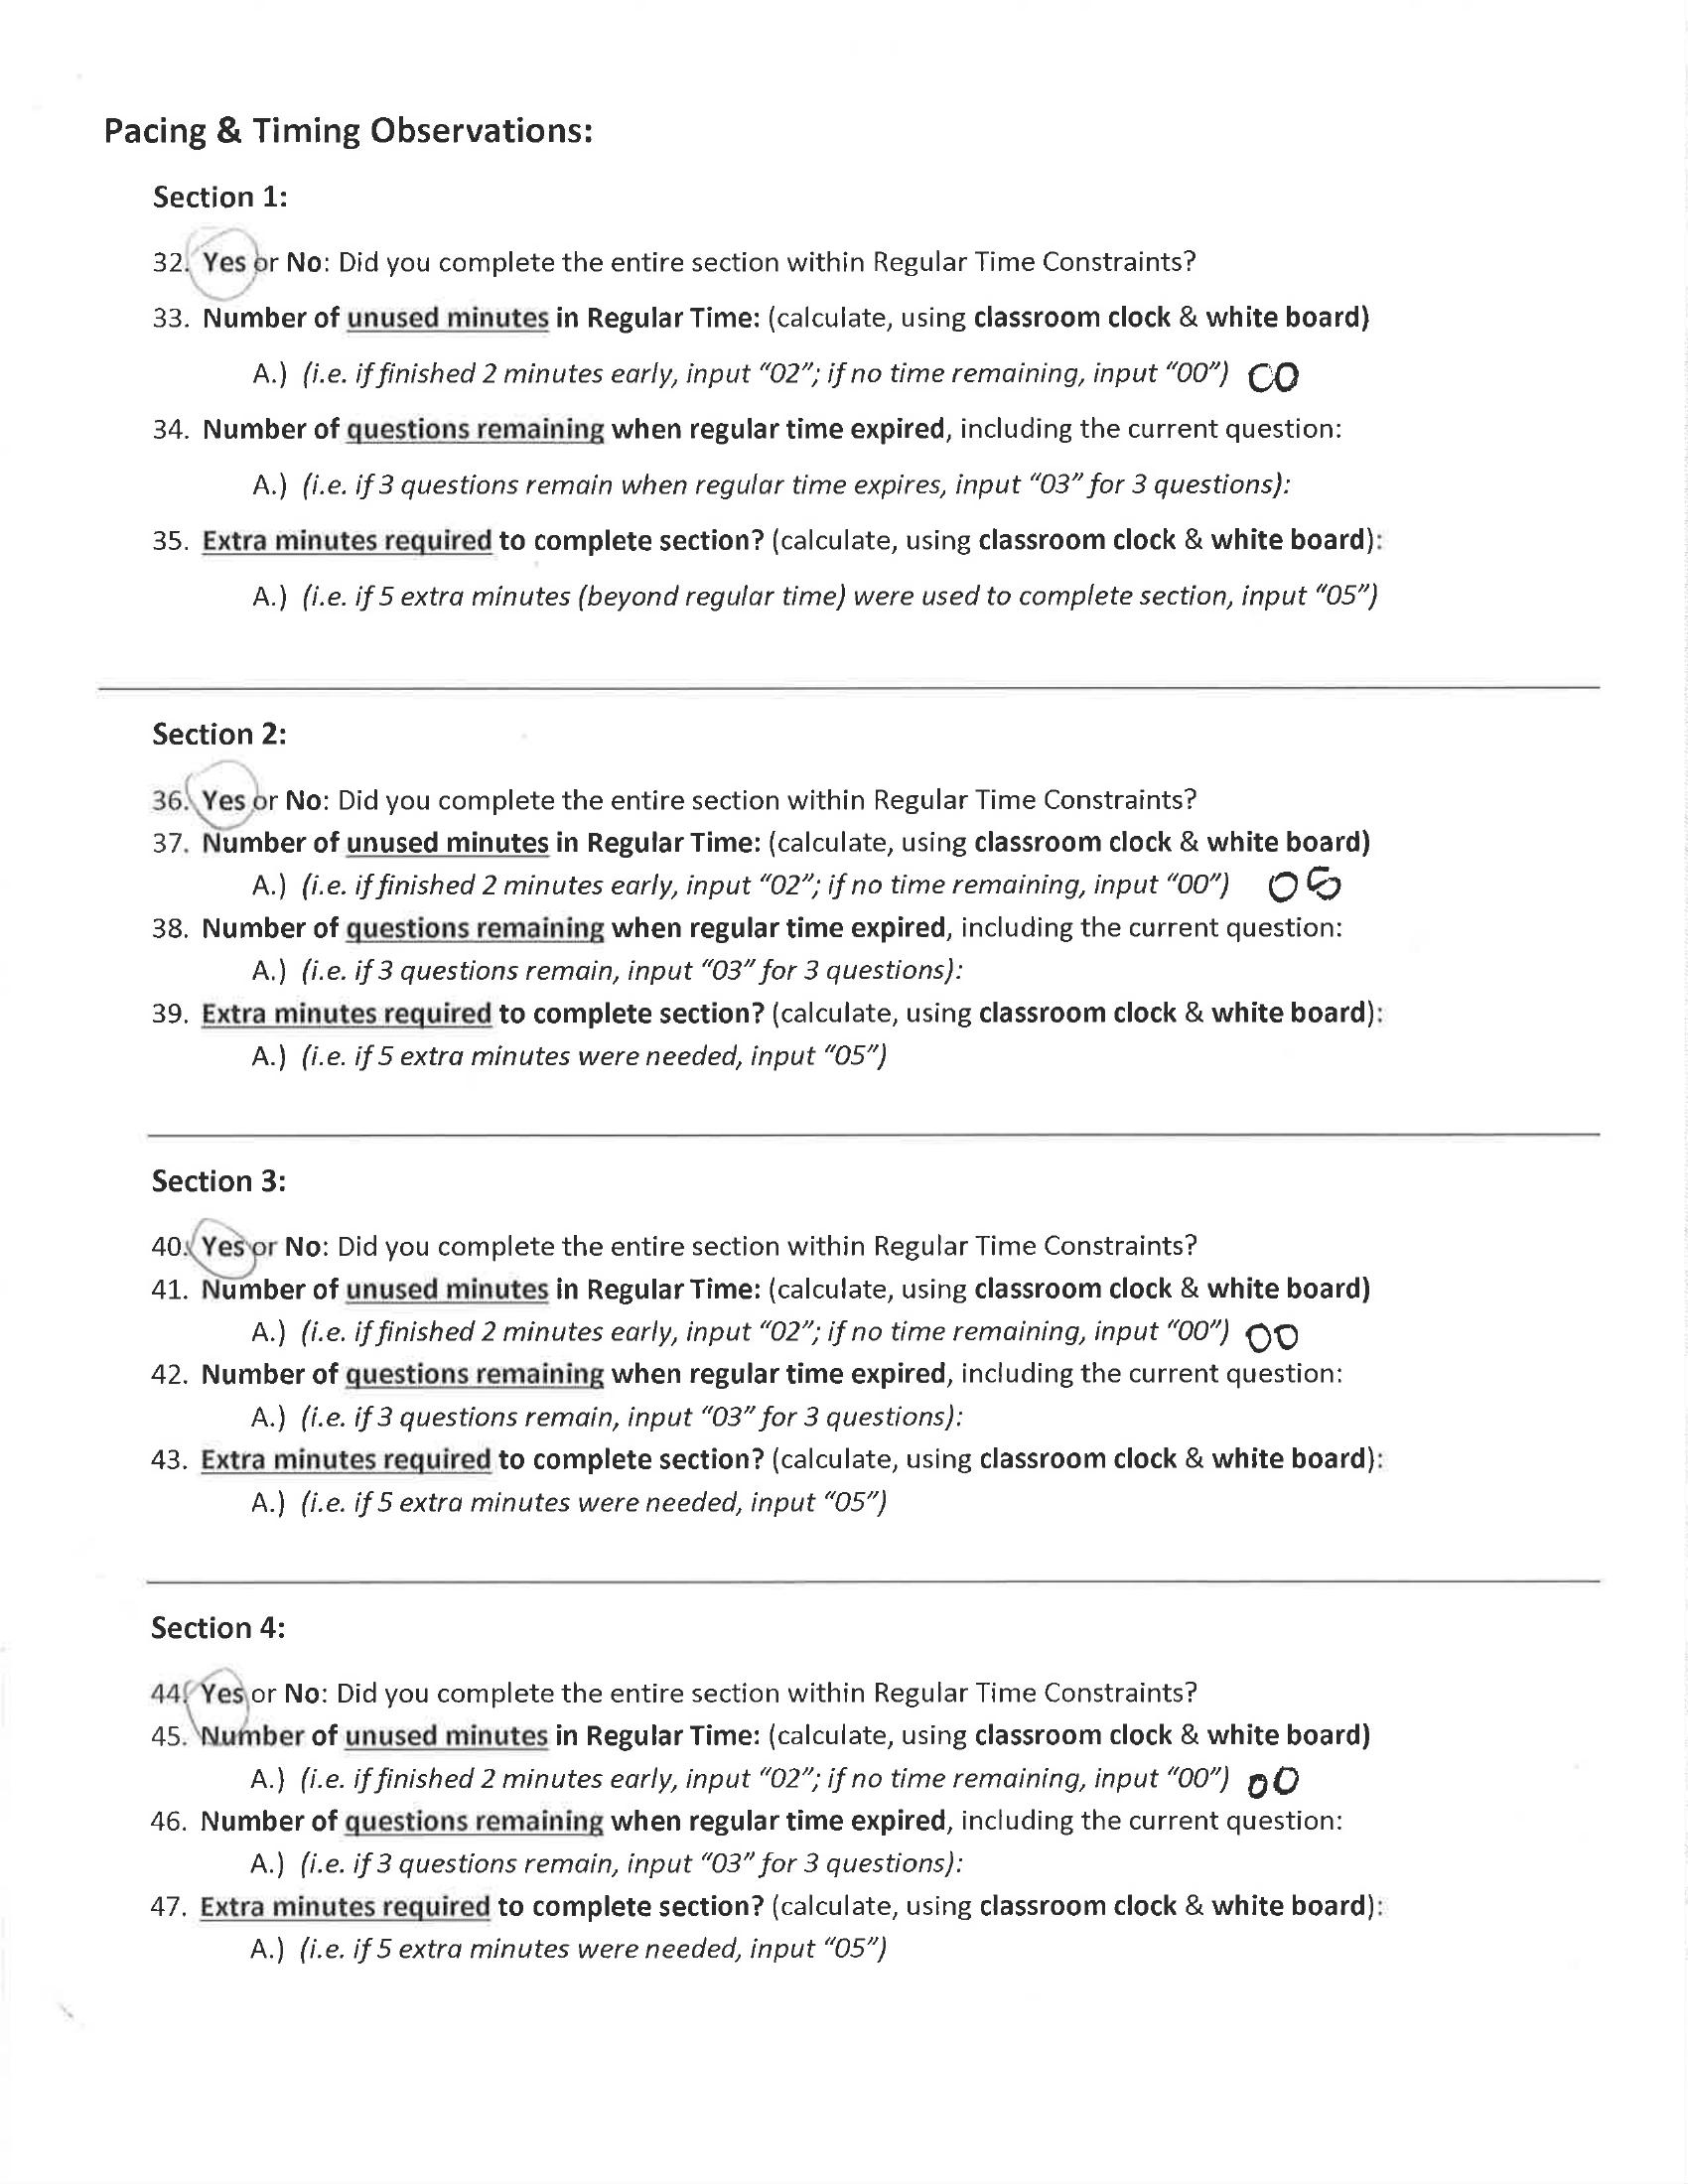 Pacing & Timing Observations:
Section 1:
32. Yes or No: Did you complete the entire section within Regular Time Constraints?
33. Number of unused minutes in Regular Time: (calculate, using classroom clock & white board)
A.) (i.e. if finished 2 minutes early, input “02”; if no time remaining, input “00”) 00
34. Number of questions remaining when regular time expired, including the current question:
A.) (i.e. if 3 questions remain when regular time expires, input “03” for 3 questions):
35. Extra minutes required to complete section? (calculate, using classroom clock & white board):
A.) (i.e. if 5 extra minutes (beyond regular time) were used to complete section, input “05”)
Section 2:
36. Yes or No: Did you complete the entire section within Regular Time Constraints?
37. Number of unused minutes in Regular Time: (calculate, using classroom clock & white board)
A.) (i.e. if finished 2 minutes early, input “02”; if no time remaining, input “00”)
38. Number of questions remaining when regular time expired, including the current question:
A.) (i.e. if 3 questions remain, input “03” for 3 questions):
39. Extra minutes required to complete section? (calculate, using classroom clock & white board):
A.) (i.e. if 5 extra minutes were needed, input “05”)
Section 3:
40. Yes or No: Did you complete the entire section within Regular Time Constraints?
41. Number of unused minutes in Regular Time: (calculate, using classroom clock & white board)
A.) (i.e. if finished 2 minutes early, input “02”; if no time remaining, input “00”) 00
42. Number of questions remaining when regular time expired, including the current question:
A.) (i.e. if 3 questions remain, input “03” for 3 questions):
43. Extra minutes required to complete section? (calculate, using classroom clock & white board):
A.) (i.e. if 5 extra minutes were needed, input “05”)
Section 4:
44. Yes or No: Did you complete the entire section within Regular Time Constraints?
45. Number of unused minutes in Regular Time: (calculate, using classroom clock & white board)
A.) (i.e. if finished 2 minutes early, input “02”; if no time remaining, input “00”) 00
46. Number of questions remaining when regular time expired, including the current question:
A.) (i.e. if 3 questions remain, input “03” for 3 questions):
47. Extra minutes required to complete section? (calculate, using classroom clock & white board):
A.) (i.e. if 5 extra minutes were needed, input “05”)